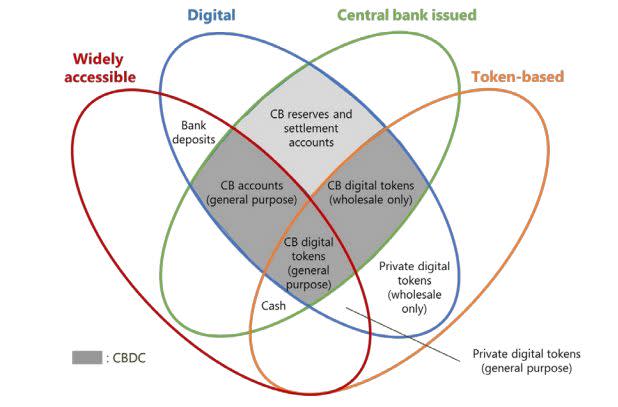 Digital
Central bank issued
Widely
accessible
Token-based
Bank
deposits
CB reserves and
settlement
accounts
CB accounts
(general purpose)
CB digital tokens
(wholesale only)
CB digital
tokens
(general
purpose)
Private digital
tokens
(wholesale
only)
Cash
Private digital tokens
(general purpose)
: CBDC